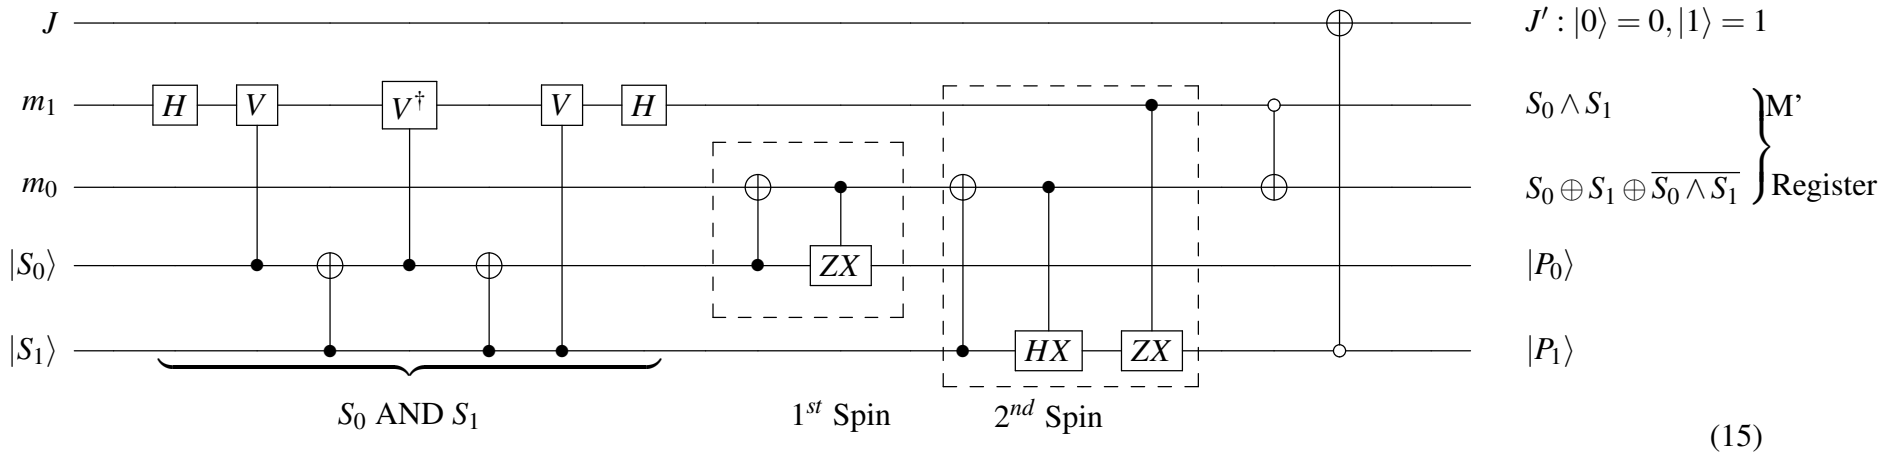 J J′ : |0⟩ = 0, |1⟩ = 1
m₁ H V V† V H S₀ ∧ S₁ M’
m₀ S₀ ⊕ S₁ ⊕ \overline{S₀ ∧ S₁} Register
|S₀⟩ ZX |P₀⟩
|S₁⟩ HX ZX |P₁⟩
S₀ AND S₁ 1ˢᵗ Spin 2ⁿᵈ Spin
(15)